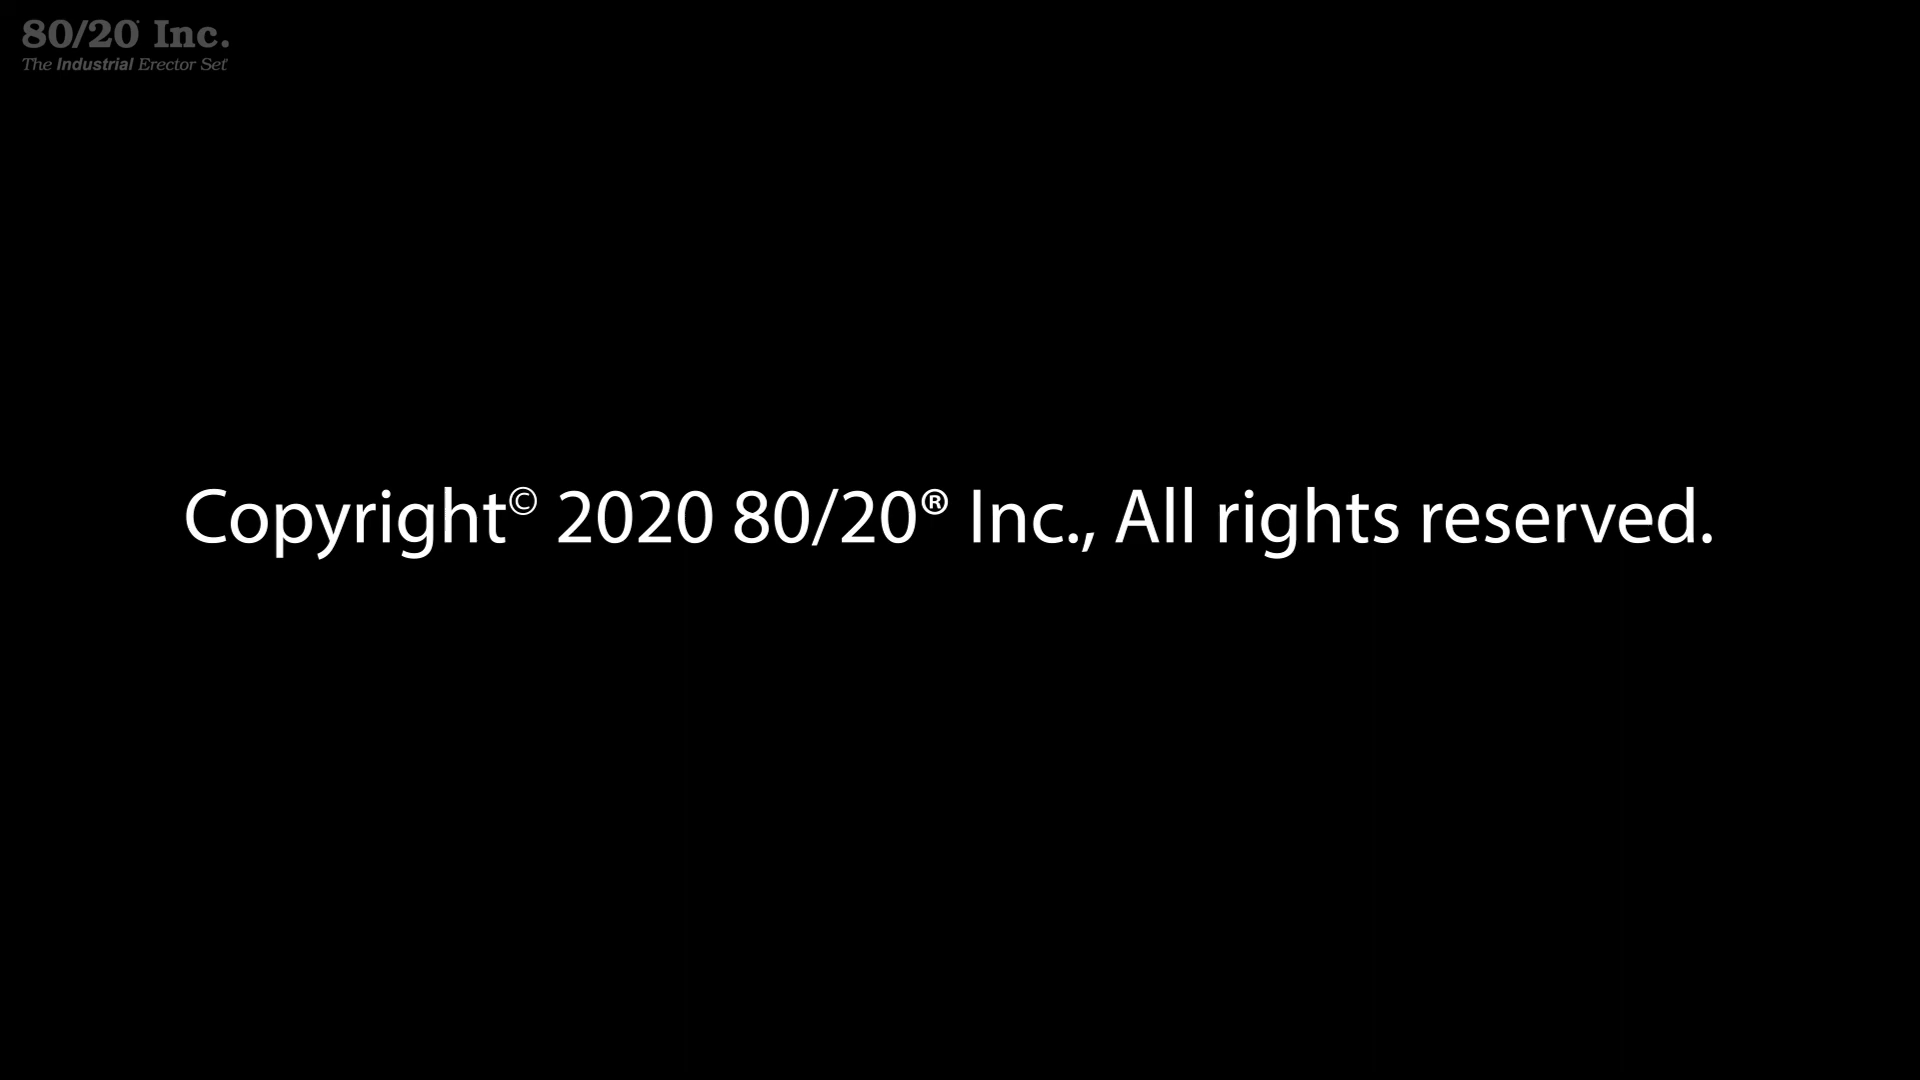 80/20® Inc.
The Industrial Erector Set®
Copyright© 2020 80/20® Inc., All rights reserved.